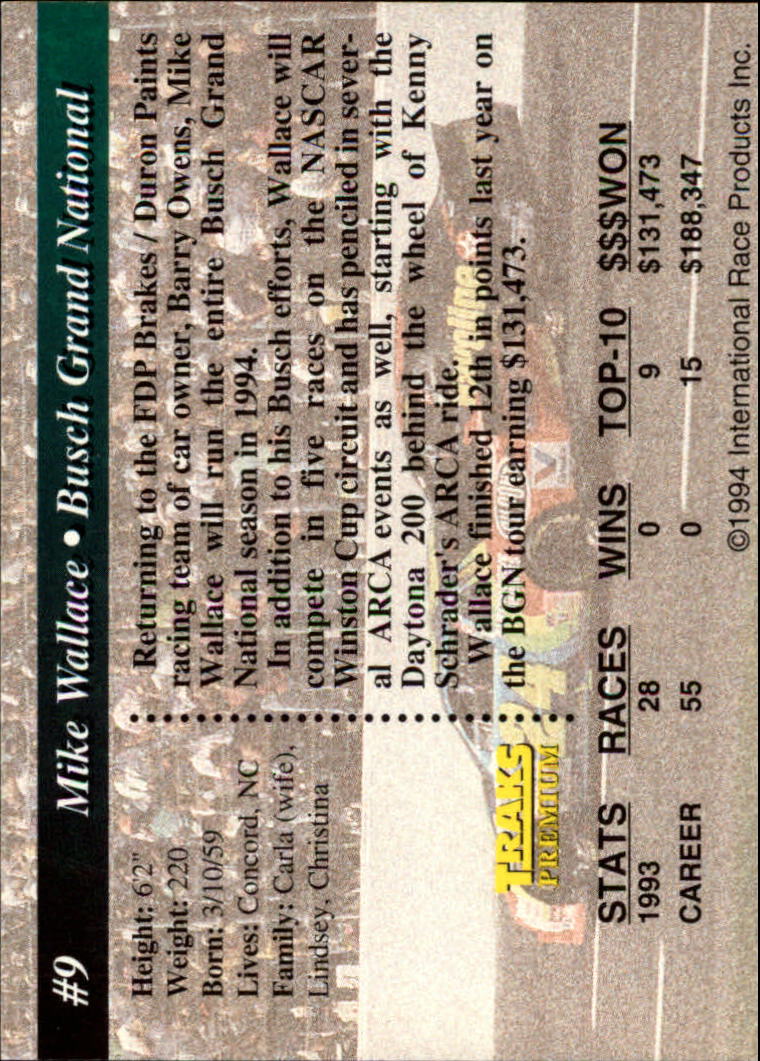 #9 Mike Wallace • Busch Grand National
Height: 6'2"
Weight: 220
Born: 3/10/59
Lives: Concord, NC
Family: Carla (wife),
Lindsey, Christina
Returning to the FDP Brakes / Duron Paints
racing team of car owner, Barry Owens, Mike
Wallace will run the entire Busch Grand
National season in 1994.
In addition to his Busch efforts, Wallace will
compete in five races on the NASCAR
Winston Cup circuit and has penciled in sever-
al ARCA events as well, starting with the
Daytona 200 behind the wheel of Kenny
Schrader's ARCA ride.
Wallace finished 12th in points last year on
the BGN tour earning $131,473.
TRAKS
PREMIUM
24
STATS RACES WINS TOP-10 $$$WON
1993 28 0 9 $131,473
CAREER 55 0 15 $188,347
©1994 International Race Products Inc.